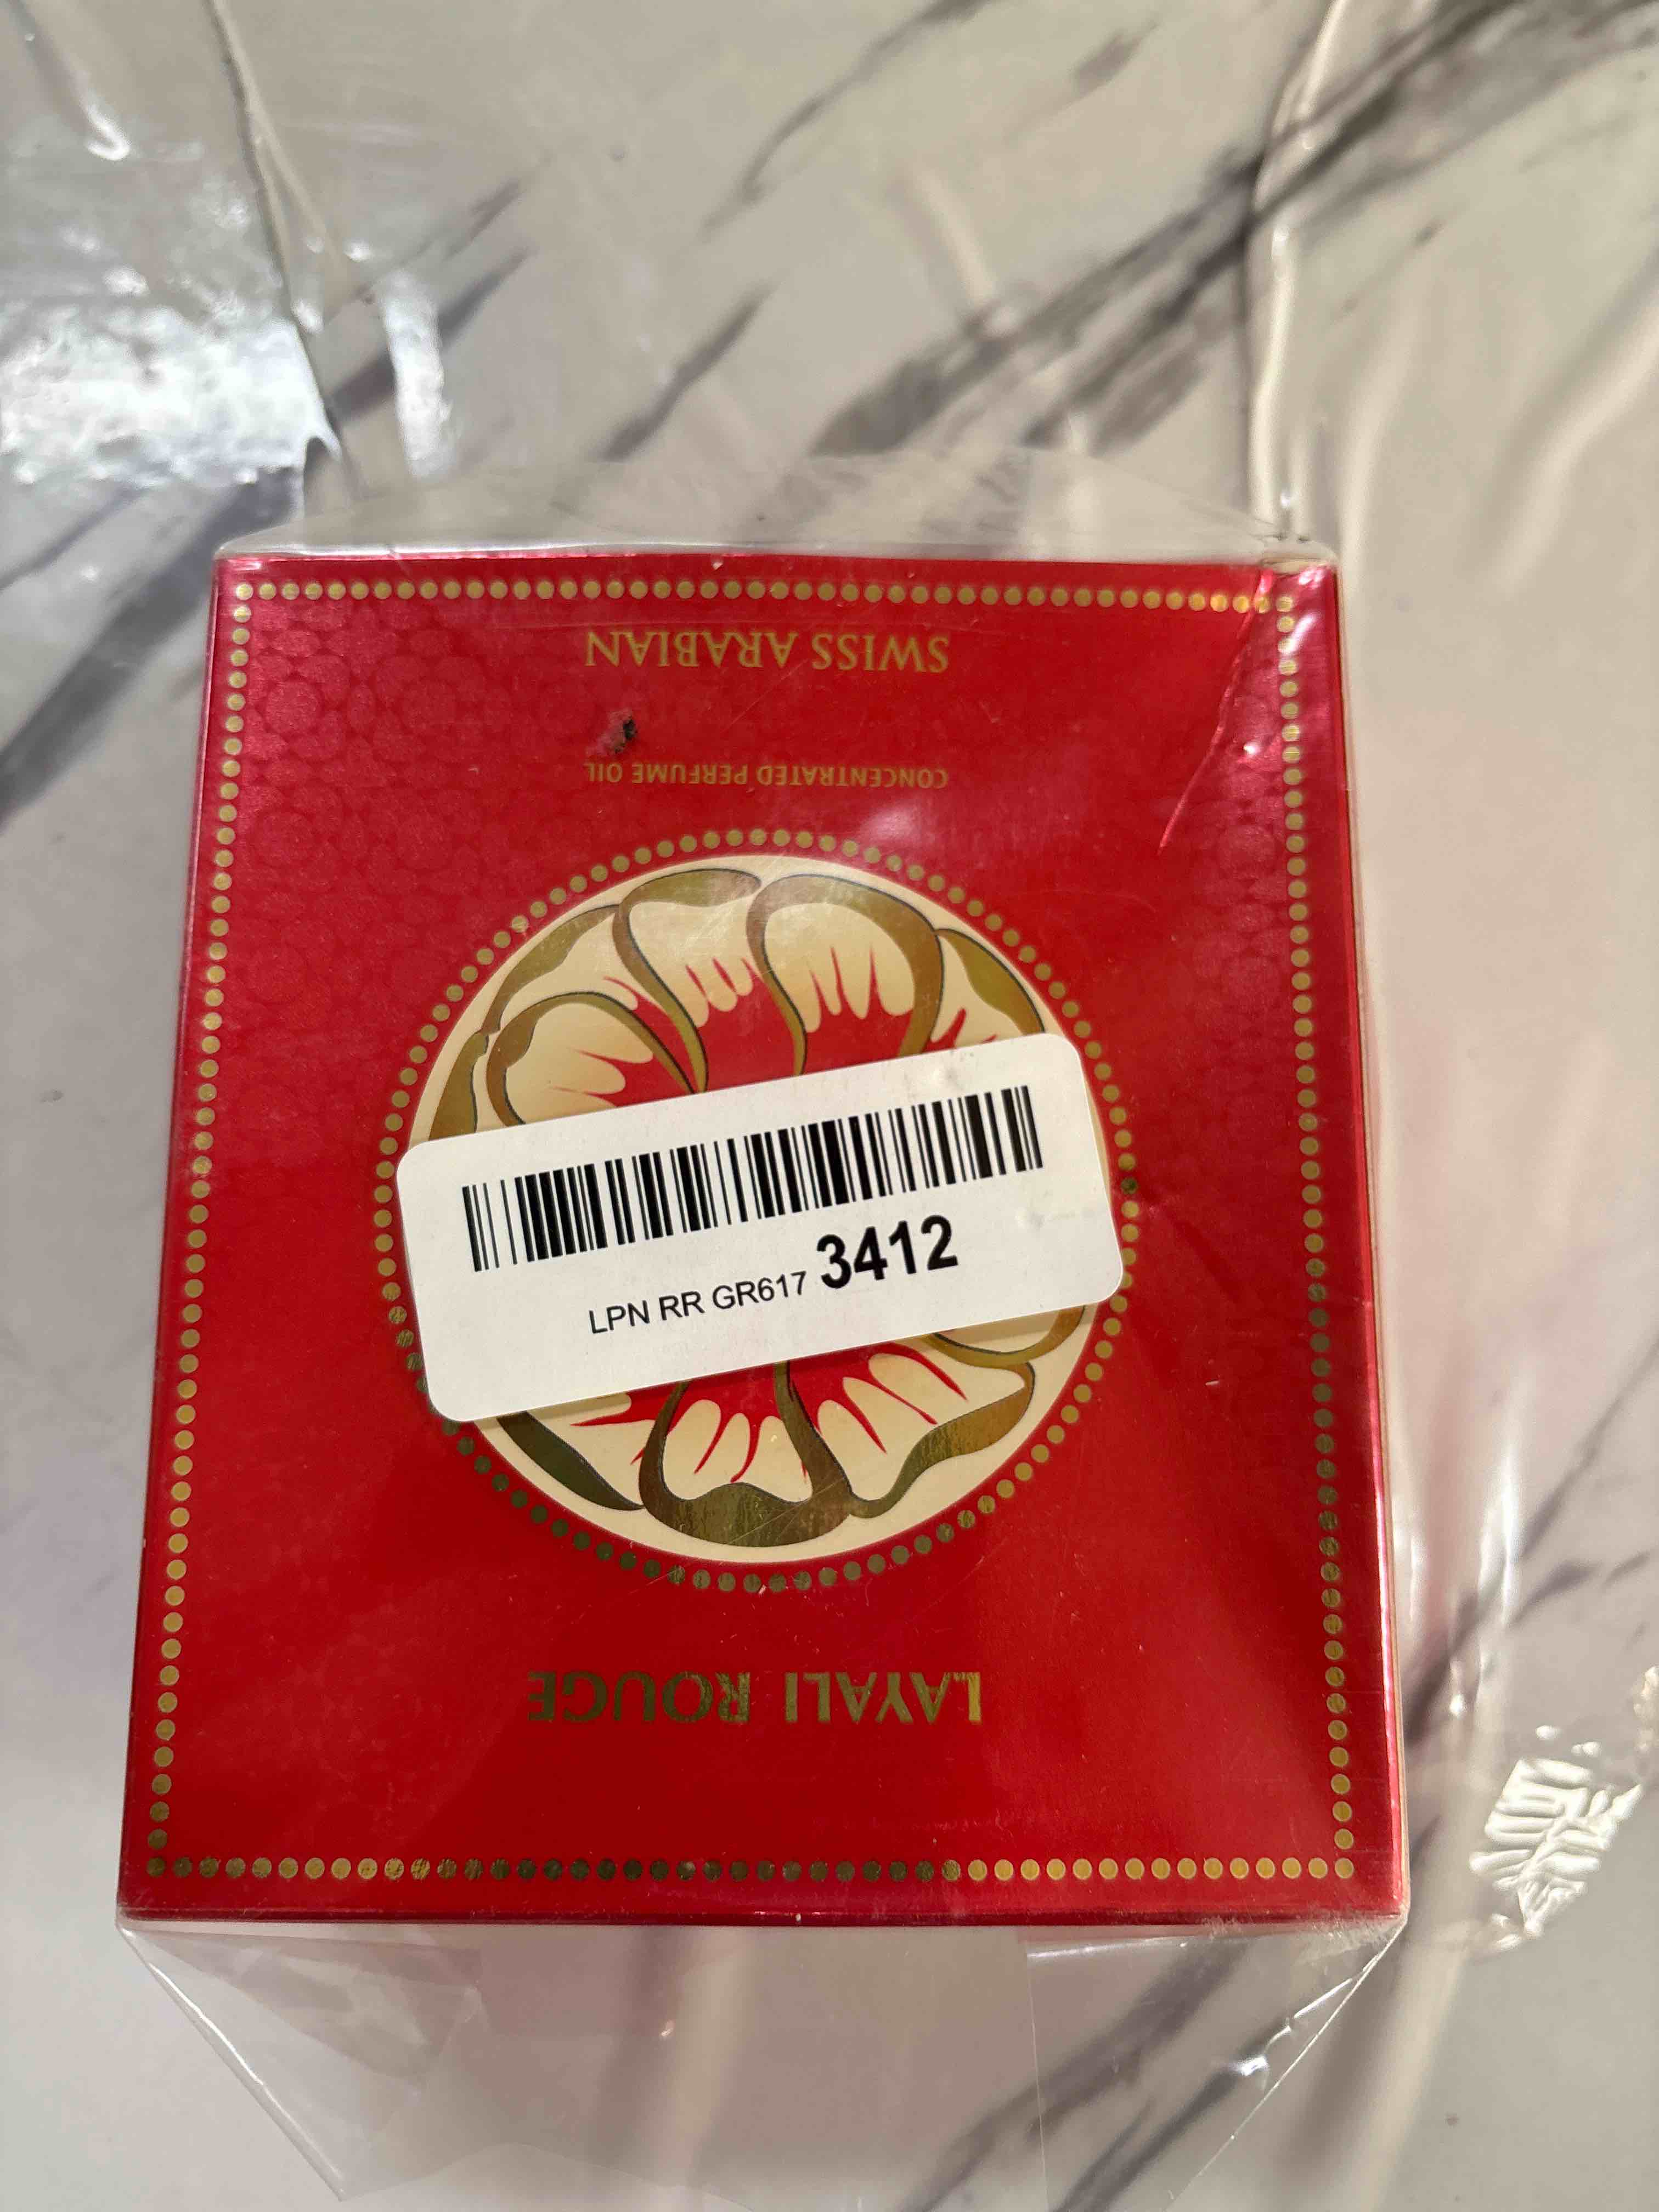 LAYALI ROUGE
LPN RR GR617 3412
CONCENTRATED PERFUME OIL
SWISS ARABIAN